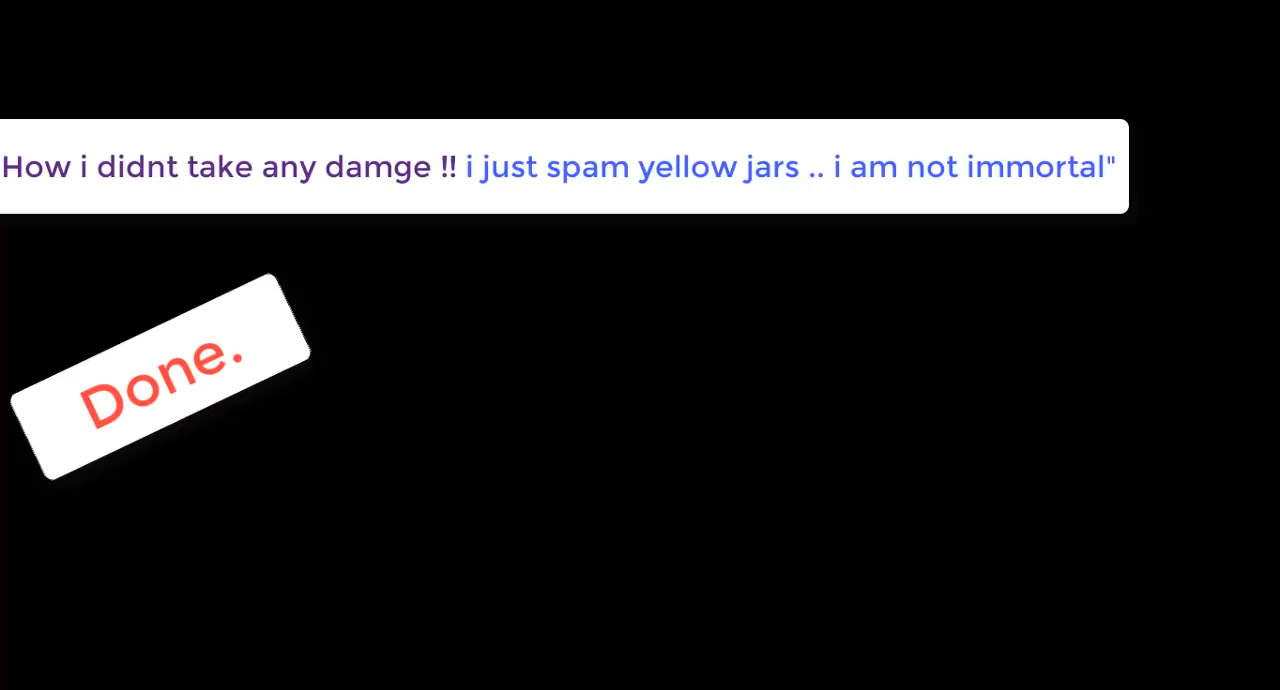 How i didnt take any damge !! i just spam yellow jars .. i am not immortal"
Done.